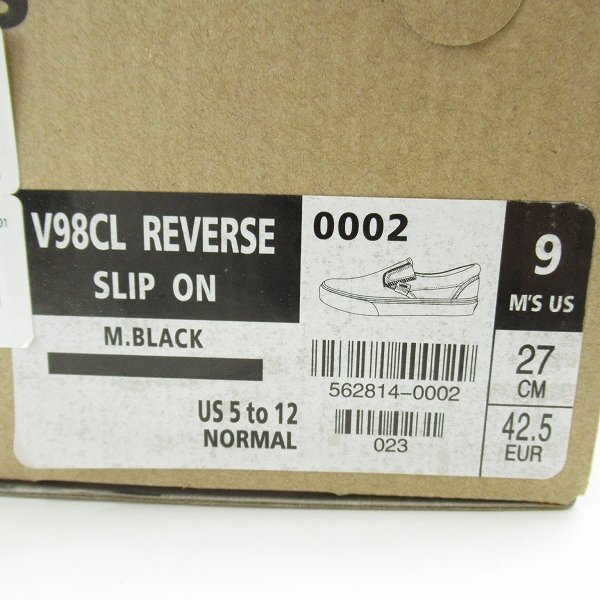 V98CL REVERSE
SLIP ON
M.BLACK
US 5 to 12
NORMAL
0002
562814-0002
023
9
M'S US
27
CM
42.5
EUR